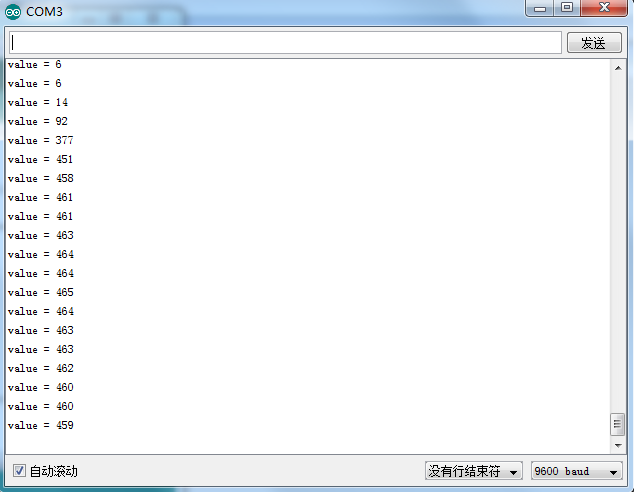 COM3
发送
value = 6
value = 6
value = 14
value = 92
value = 377
value = 451
value = 458
value = 461
value = 461
value = 463
value = 464
value = 464
value = 465
value = 464
value = 463
value = 463
value = 462
value = 460
value = 460
value = 459
自动滚动
没有行结束符
9600 baud